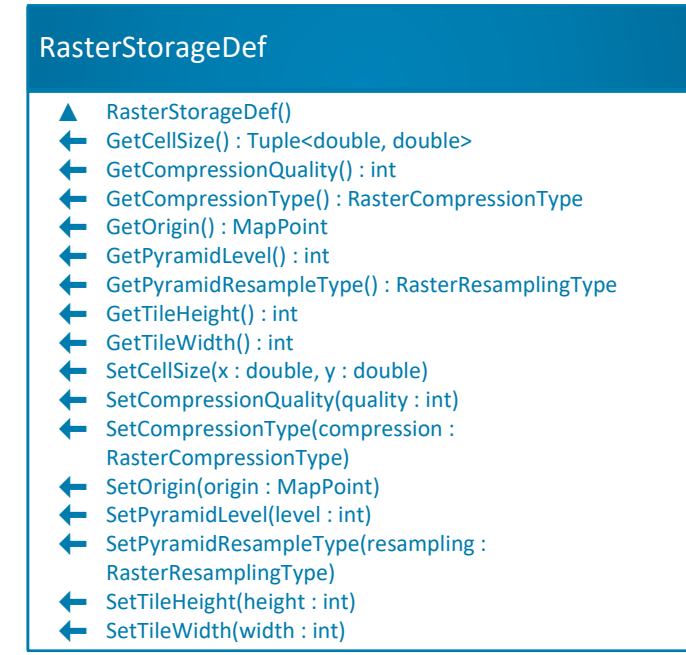 RasterStorageDef
RasterStorageDef()
GetCellSize() : Tuple<double, double>
GetCompressionQuality() : int
GetCompressionType() : RasterCompressionType
GetOrigin() : MapPoint
GetPyramidLevel() : int
GetPyramidResampleType() : RasterResamplingType
GetTileHeight() : int
GetTileWidth() : int
SetCellSize(x : double, y : double)
SetCompressionQuality(quality : int)
SetCompressionType(compression :
RasterCompressionType)
SetOrigin(origin : MapPoint)
SetPyramidLevel(level : int)
SetPyramidResampleType(resampling :
RasterResamplingType)
SetTileHeight(height : int)
SetTileWidth(width : int)